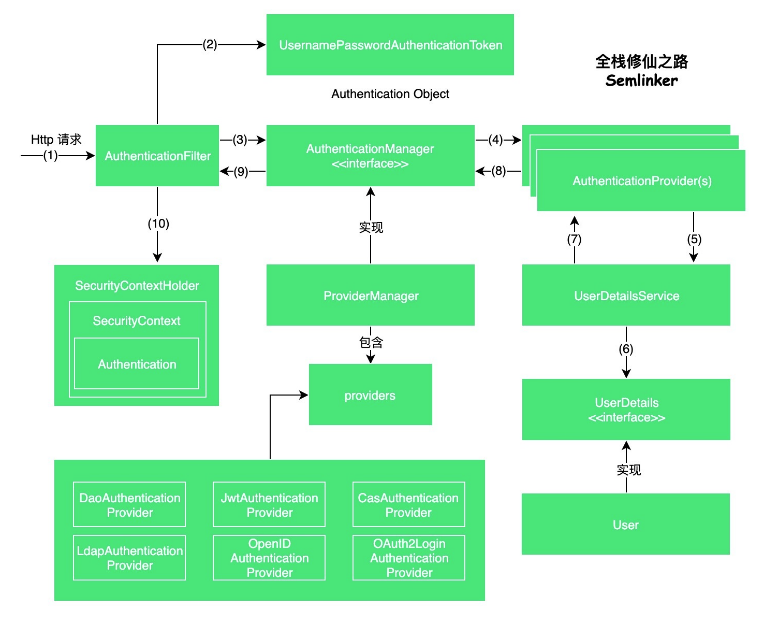 (2)
UsernamePasswordAuthenticationToken
全栈修仙之路
Semlinker
Authentication Object
Http 请求
(1)
AuthenticationFilter
(3)
(9)
AuthenticationManager
<<interface>>
(4)
(8)
AuthenticationProvider(s)
(10)
实现
(7)
(5)
SecurityContextHolder
SecurityContext
Authentication
ProviderManager
UserDetailsService
包含
(6)
providers
UserDetails
<<interface>>
实现
User
DaoAuthentication
Provider
JwtAuthentication
Provider
CasAuthentication
Provider
LdapAuthentication
Provider
OpenID
Authentication
Provider
OAuth2Login
Authentication
Provider